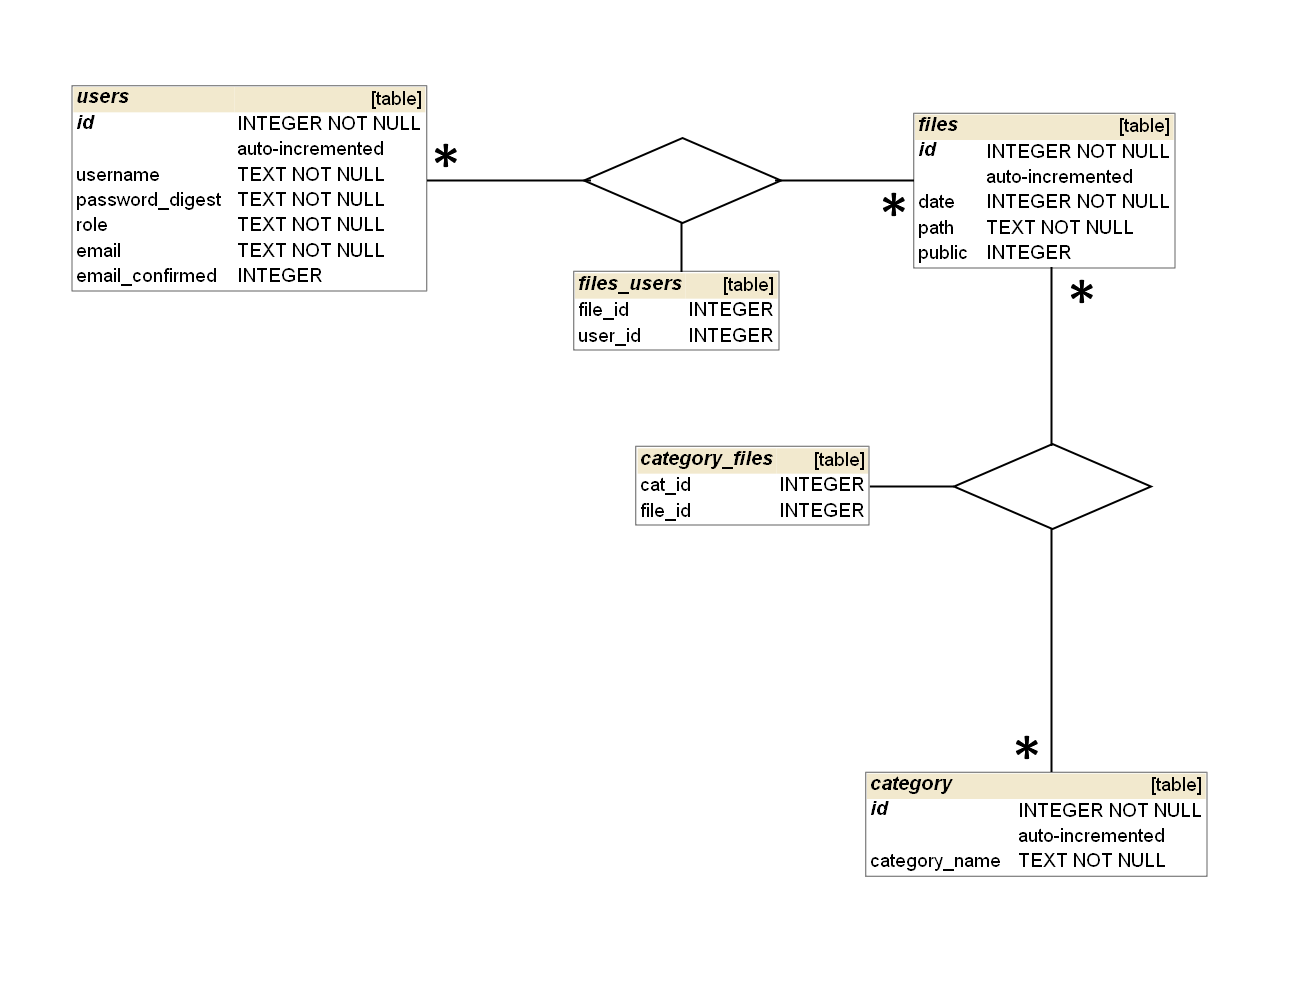 users [table]
id INTEGER NOT NULL
auto-incremented
username TEXT NOT NULL
password_digest TEXT NOT NULL
role TEXT NOT NULL
email TEXT NOT NULL
email_confirmed INTEGER
*
*
files [table]
id INTEGER NOT NULL
auto-incremented
date INTEGER NOT NULL
path TEXT NOT NULL
public INTEGER
*
files_users [table]
file_id INTEGER
user_id INTEGER
category_files [table]
cat_id INTEGER
file_id INTEGER
*
category [table]
id INTEGER NOT NULL
auto-incremented
category_name TEXT NOT NULL